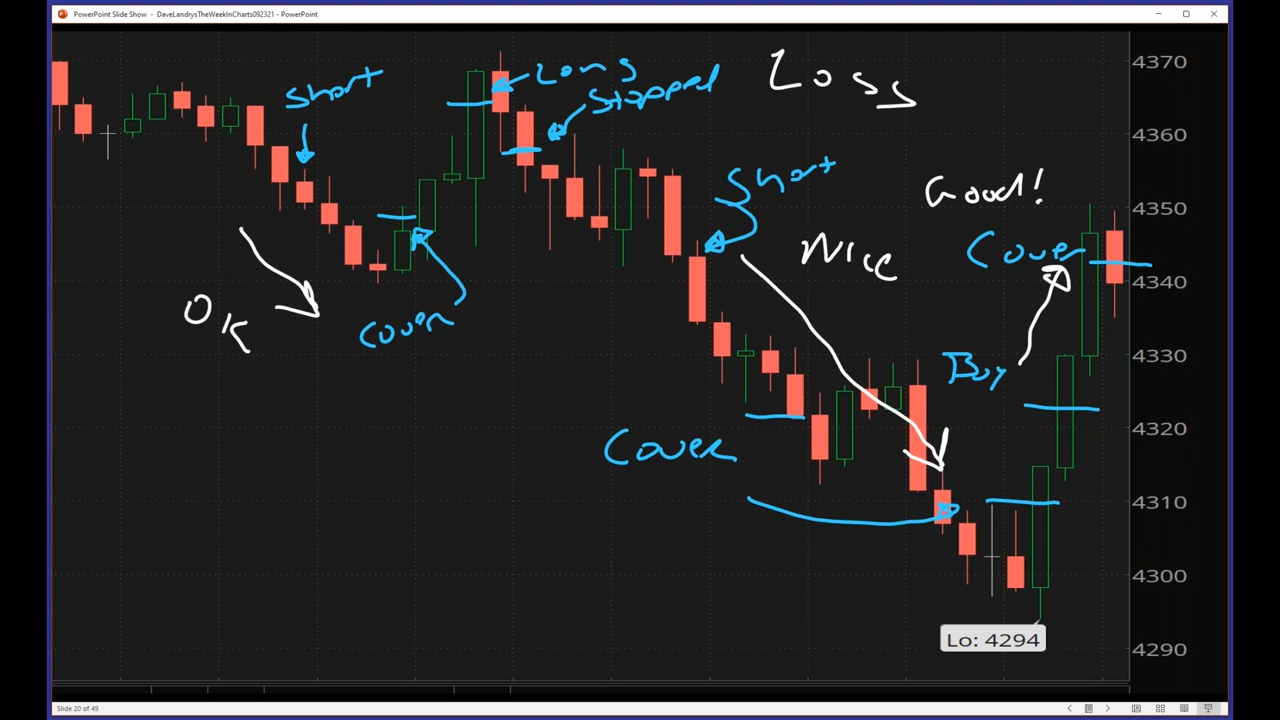 PowerPoint Slide Show - DaveLandrysTheWeekInCharts092321 - PowerPoint
Short
Long
Stopped
Loss
OK
Cover
Short
Nice
Good!
Cover
Buy
Cover
4370
4360
4350
4340
4330
4320
4310
4300
4290
Lo: 4294
Slide 20 of 49